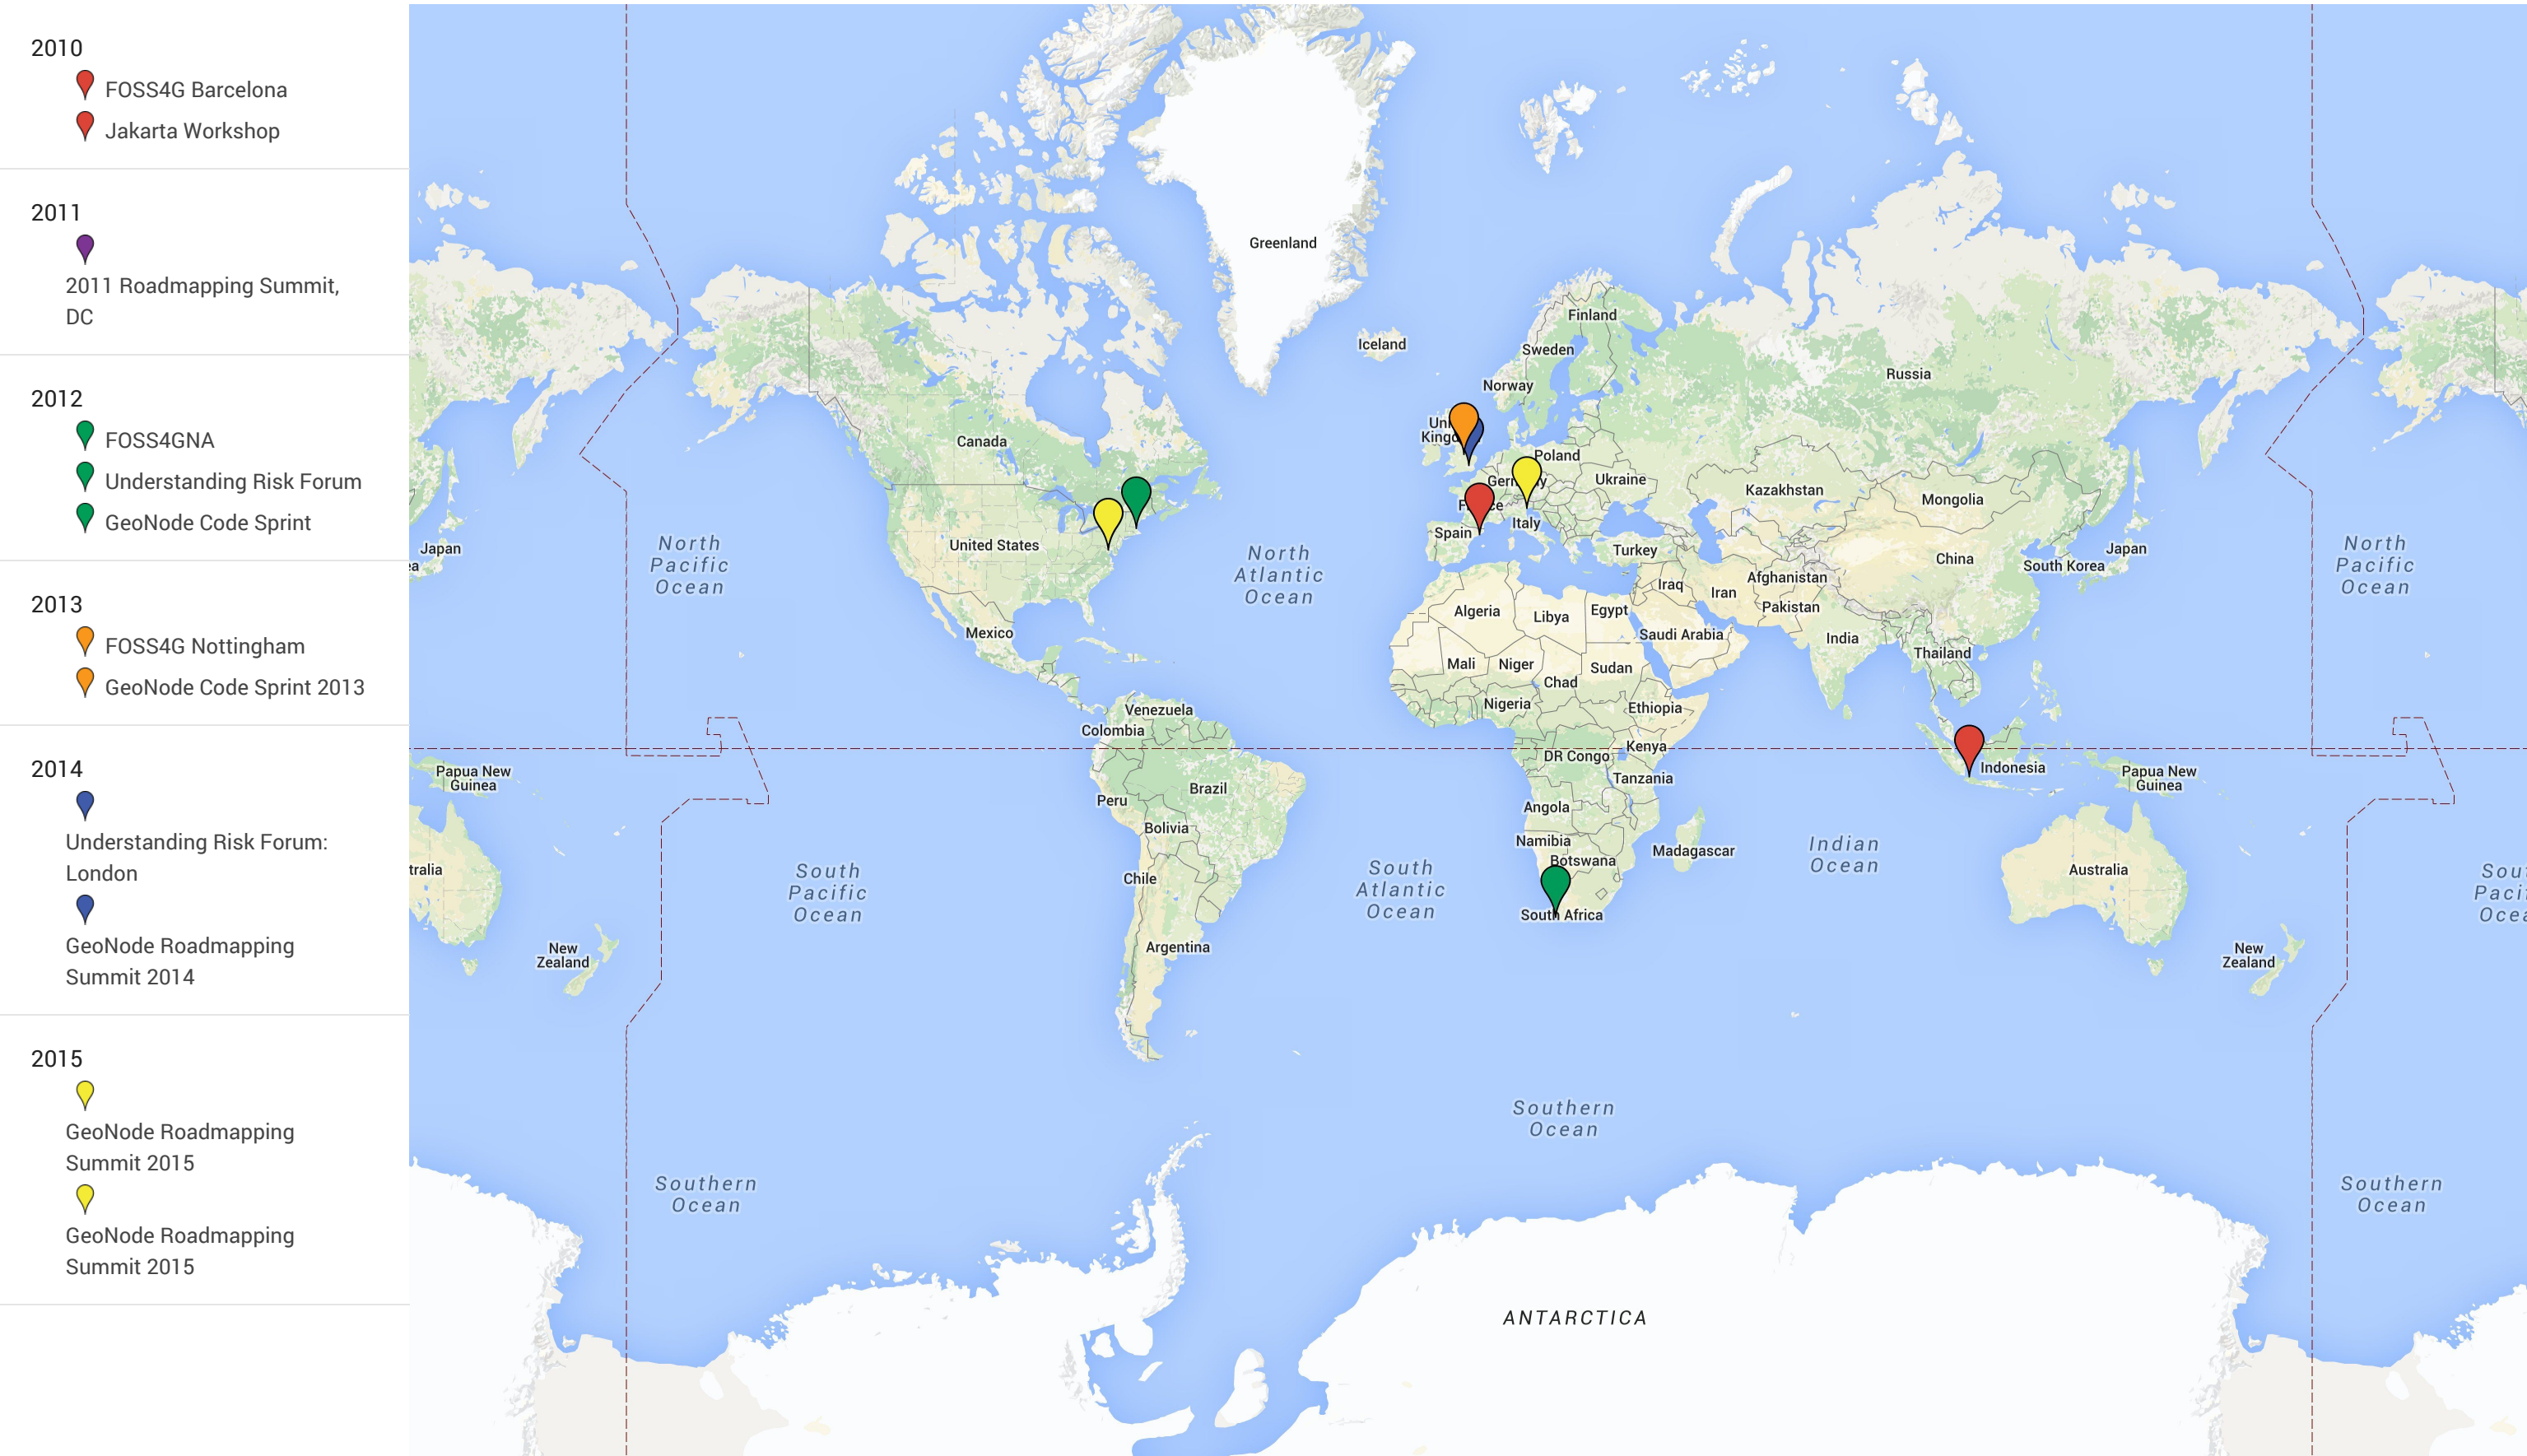 2010
FOSS4G Barcelona
Jakarta Workshop
2011
2011 Roadmapping Summit,
DC
2012
FOSS4GNA
Understanding Risk Forum
GeoNode Code Sprint
2013
FOSS4G Nottingham
GeoNode Code Sprint 2013
2014
Understanding Risk Forum:
London
GeoNode Roadmapping
Summit 2014
2015
GeoNode Roadmapping
Summit 2015
GeoNode Roadmapping
Summit 2015
Greenland
Iceland
Finland
Sweden
Norway
Russia
Canada
Poland
Ukraine
Kazakhstan
Mongolia
Spain
Italy
United States
Turkey
Japan
North
Pacific
Ocean
North
Atlantic
Ocean
China
South Korea
Japan
North
Pacific
Ocean
Iraq
Iran
Afghanistan
Pakistan
Algeria
Libya
Egypt
Saudi Arabia
India
Mexico
Mali
Niger
Chad
Sudan
Thailand
Nigeria
Ethiopia
Venezuela
Colombia
DR Congo
Kenya
Tanzania
Indonesia
Papua New
Guinea
Papua New
Guinea
Peru
Brazil
Angola
Bolivia
Namibia
Botswana
Madagascar
Indian
Ocean
tralia
South
Pacific
Ocean
Chile
South
Atlantic
Ocean
South Africa
Australia
New
Zealand
Argentina
New
Zealand
Southern
Ocean
Southern
Ocean
Southern
Ocean
ANTARCTICA